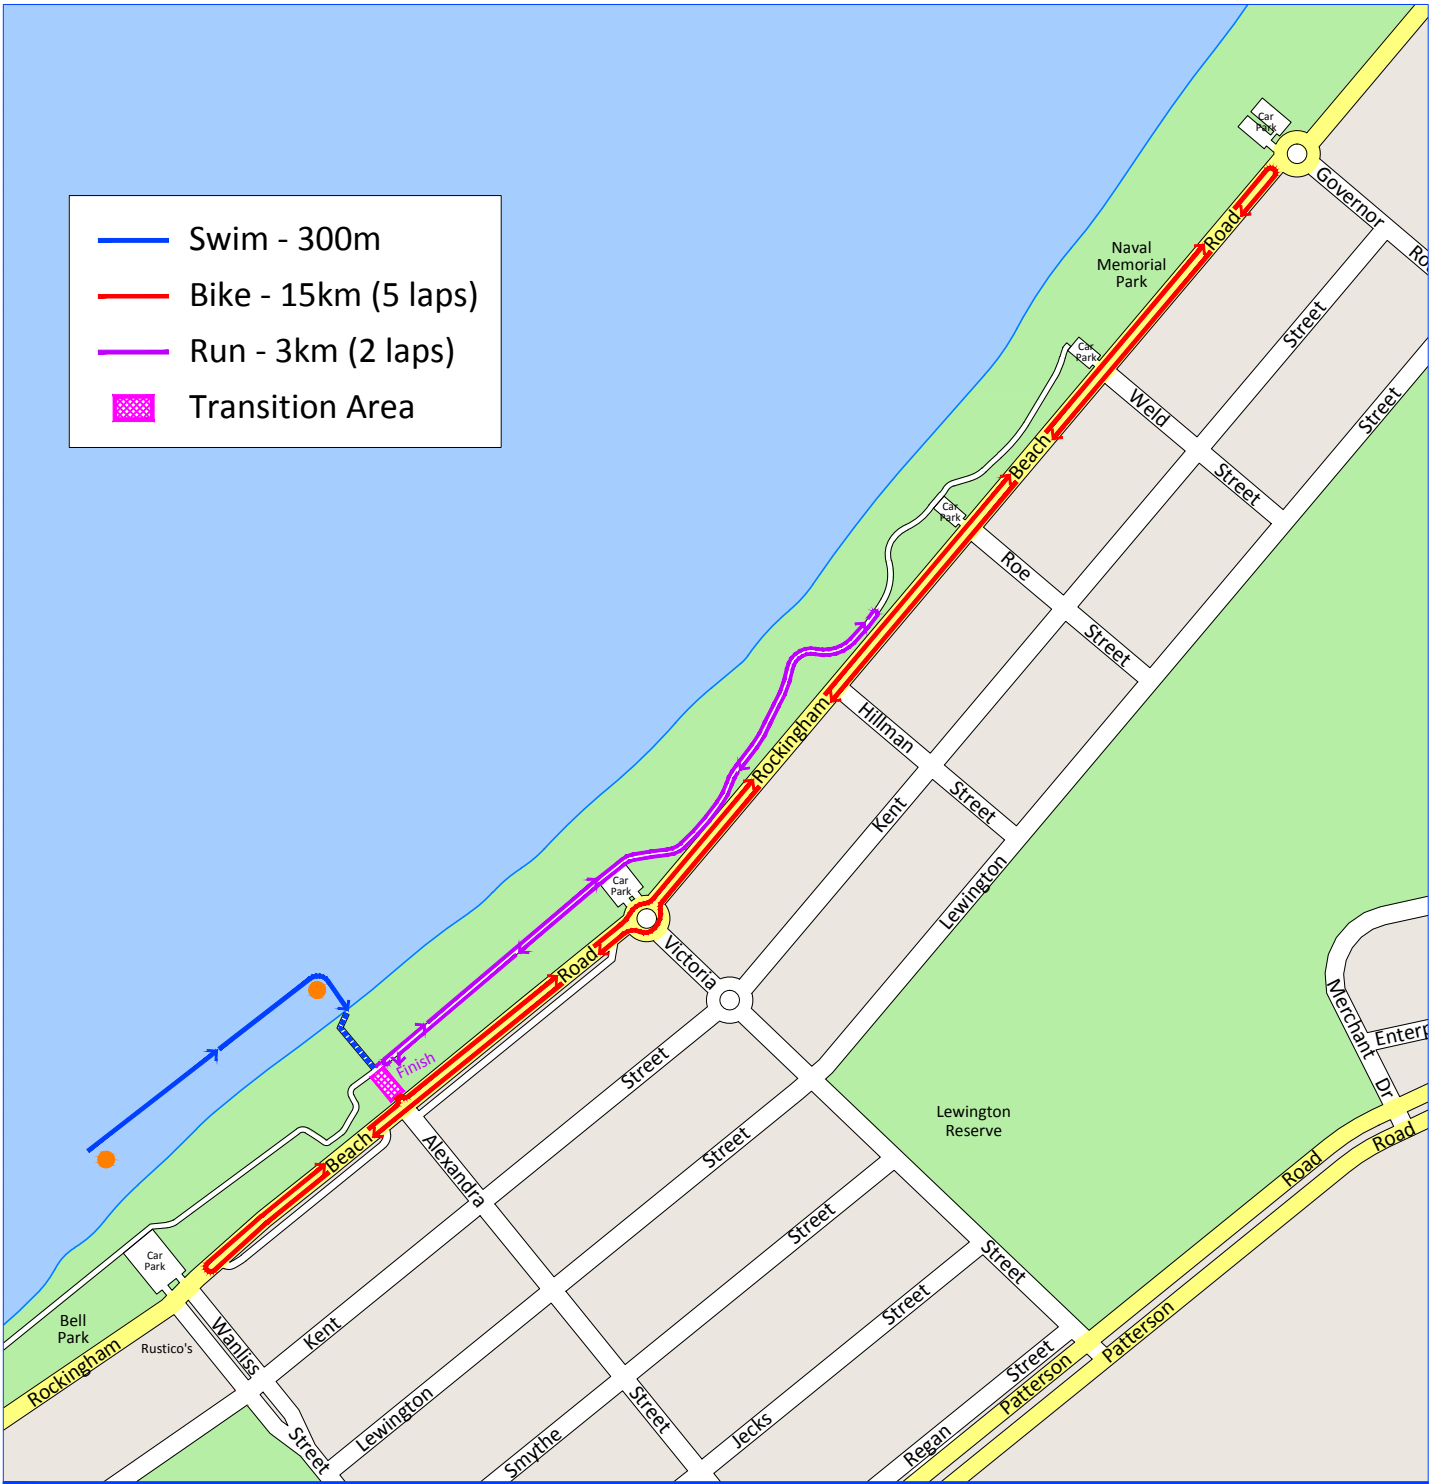 Car
Park
Governor
Ro
Road
Naval
Memorial
Park
Swim - 300m
Bike - 15km (5 laps)
Run - 3km (2 laps)
Transition Area
Street
Car
Park
Weld
Street
Street
Beach
Car
Park
Roe
Street
Rockingham
Hillman
Street
Kent
Lewington
Car
Park
Victoria
Road
Merchant
Dr
Enterp
Finish
Street
Lewington
Reserve
Beach
Alexandra
Street
Road
Road
Street
Street
Car
Park
Bell
Park
Rustico's
Wanliss
Kent
Street
Patterson
Patterson
Street
Rockingham
Lewington
Street
Street
Smythe
Jecks
Regan